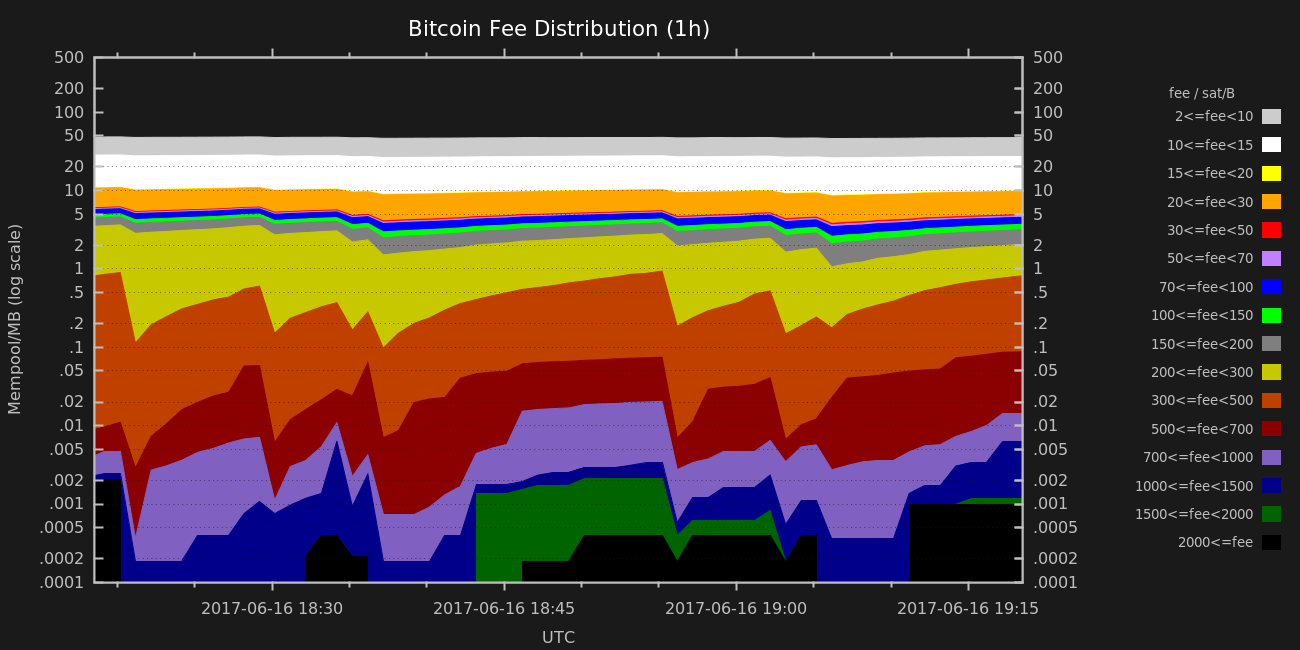 Bitcoin Fee Distribution (1h)
500 500
200 200
100 100
50 50
20 20
10 10
5 5
2 2
1 1
.5 .5
.2 .2
.1 .1
.05 .05
.02 .02
.01 .01
.005 .005
.002 .002
.001 .001
.0005 .0005
.0002 .0002
.0001 .0001
Mempool/MB (log scale)
2017-06-16 18:30 2017-06-16 18:45 2017-06-16 19:00 2017-06-16 19:15
UTC
fee / sat/B
2<=fee<10
10<=fee<15
15<=fee<20
20<=fee<30
30<=fee<50
50<=fee<70
70<=fee<100
100<=fee<150
150<=fee<200
200<=fee<300
300<=fee<500
500<=fee<700
700<=fee<1000
1000<=fee<1500
1500<=fee<2000
2000<=fee